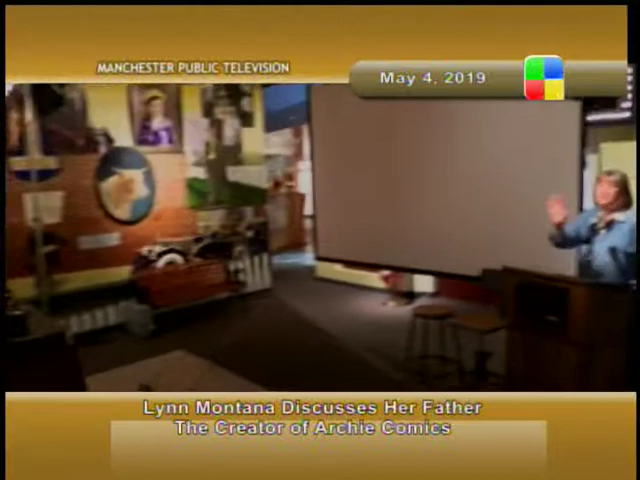 MANCHESTER PUBLIC TELEVISION
May 4, 2019
Lynn Montana Discusses Her Father
The Creator of Archie Comics